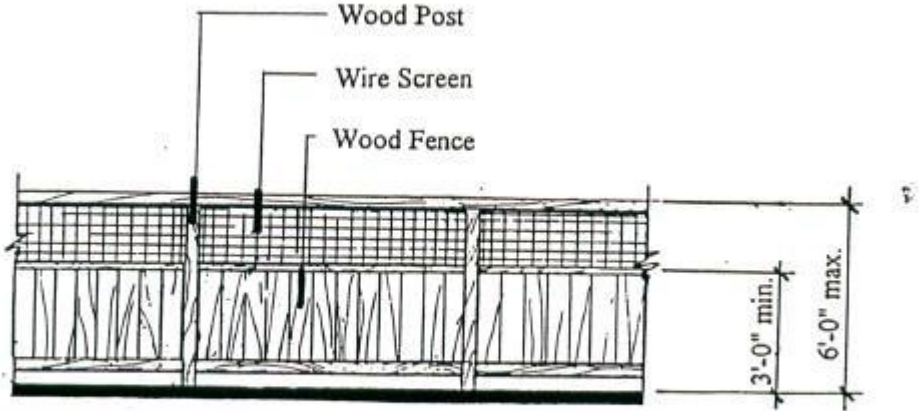 Wood Post
Wire Screen
Wood Fence
3'-0" min.
6'-0" max.